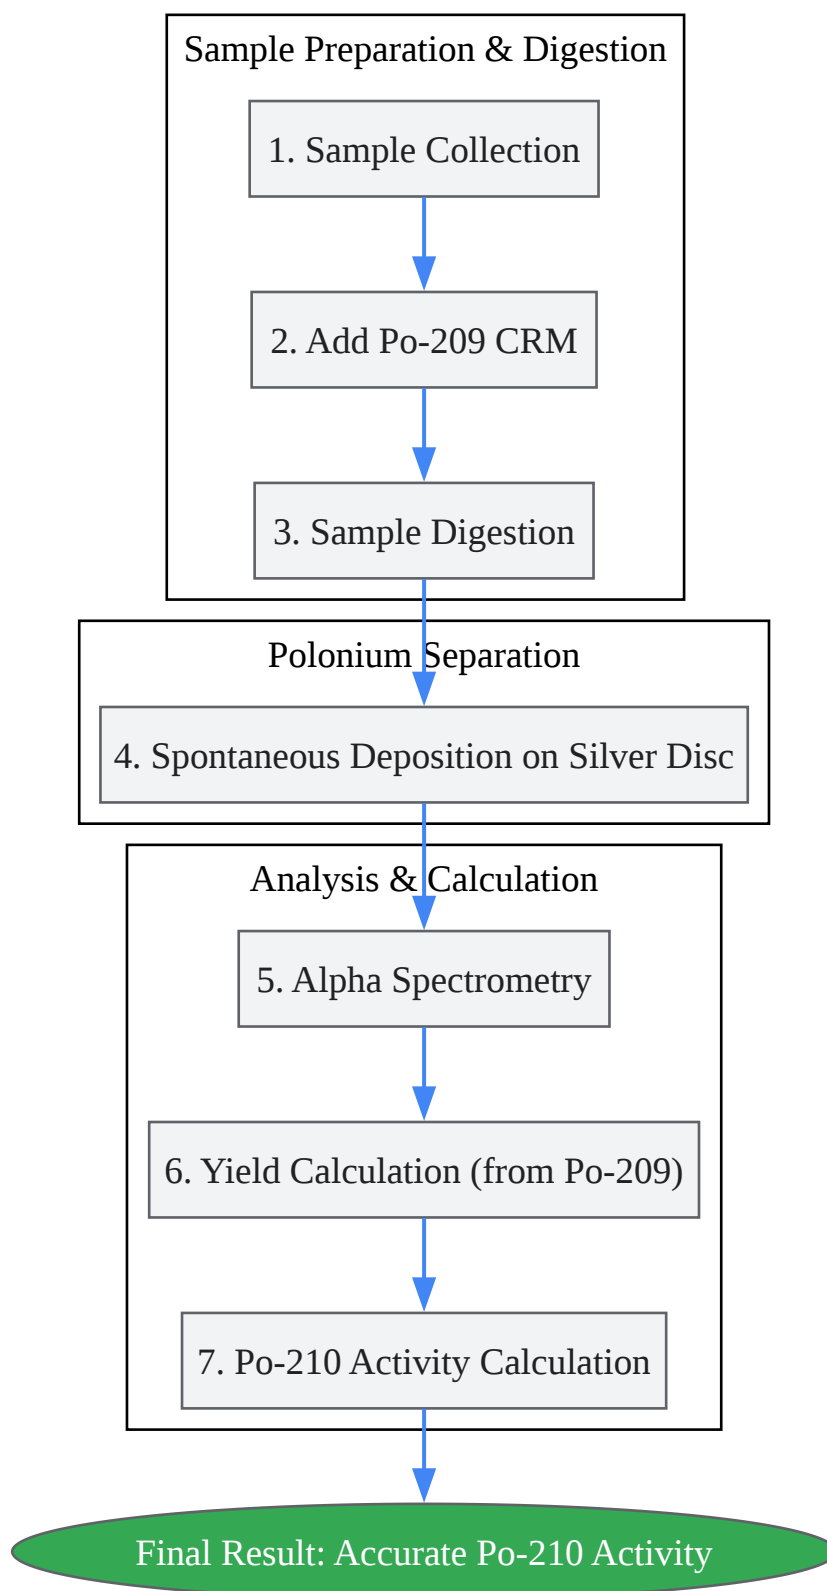 Sample Preparation & Digestion
1. Sample Collection
2. Add Po-209 CRM
3. Sample Digestion
Polonium Separation
4. Spontaneous Deposition on Silver Disc
Analysis & Calculation
5. Alpha Spectrometry
6. Yield Calculation (from Po-209)
7. Po-210 Activity Calculation
Final Result: Accurate Po-210 Activity